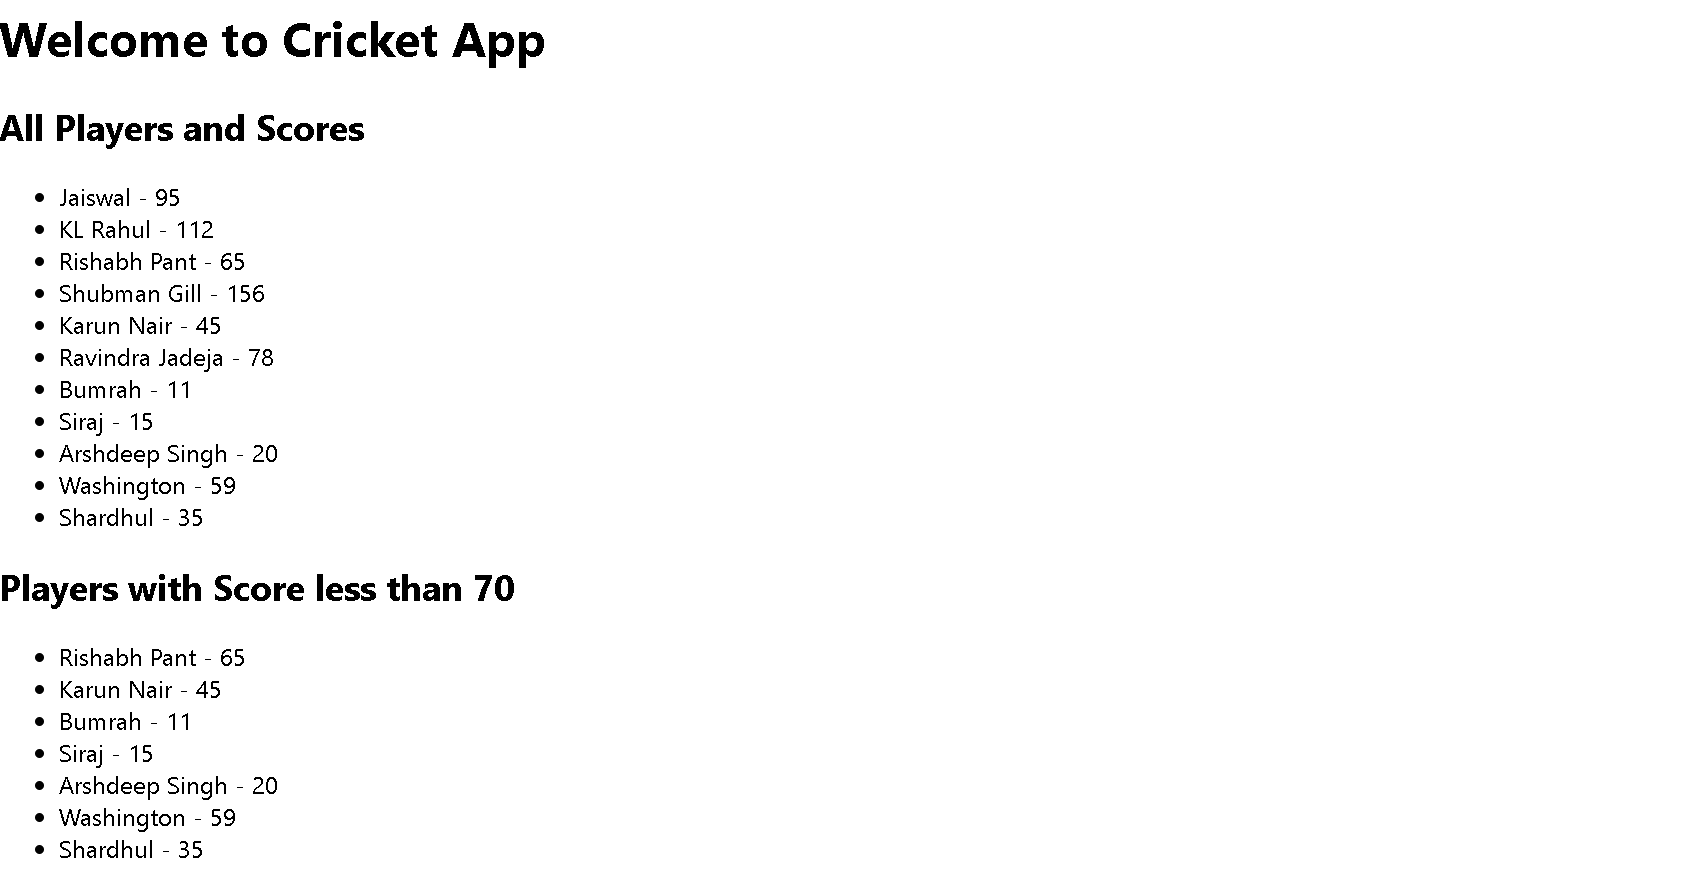 Welcome to Cricket App
All Players and Scores
Jaiswal - 95
KL Rahul - 112
Rishabh Pant - 65
Shubman Gill - 156
Karun Nair - 45
Ravindra Jadeja - 78
Bumrah - 11
Siraj - 15
Arshdeep Singh - 20
Washington - 59
Shardhul - 35
Players with Score less than 70
Rishabh Pant - 65
Karun Nair - 45
Bumrah - 11
Siraj - 15
Arshdeep Singh - 20
Washington - 59
Shardhul - 35